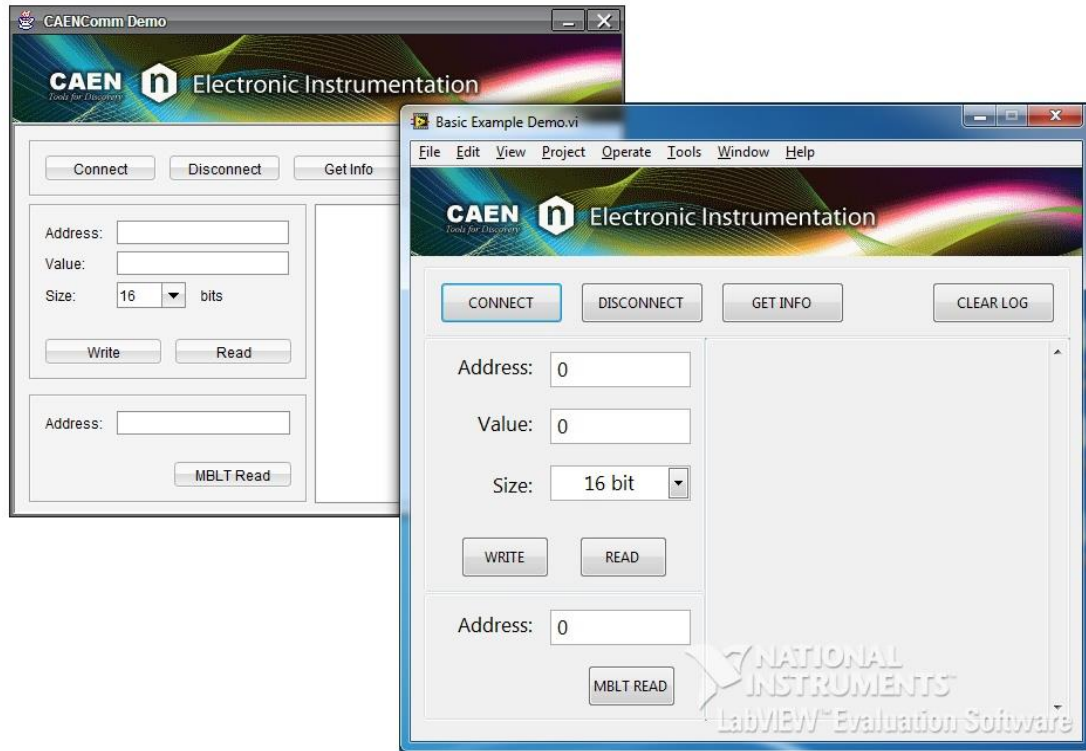 CAENComm Demo
CAEN n Electronic Instrumentation
Tools for Discovery
Connect Disconnect Get Info
Address:
Value:
Size: 16 bits
Write Read
Address:
MBLT Read
Basic Example Demo.vi
File Edit View Project Operate Tools Window Help
CAEN n Electronic Instrumentation
Tools for Discovery
CONNECT DISCONNECT GET INFO CLEAR LOG
Address: 0
Value: 0
Size: 16 bit
WRITE READ
Address: 0
MBLT READ
NATIONAL
INSTRUMENTS™
LabVIEW™ Evaluation Software